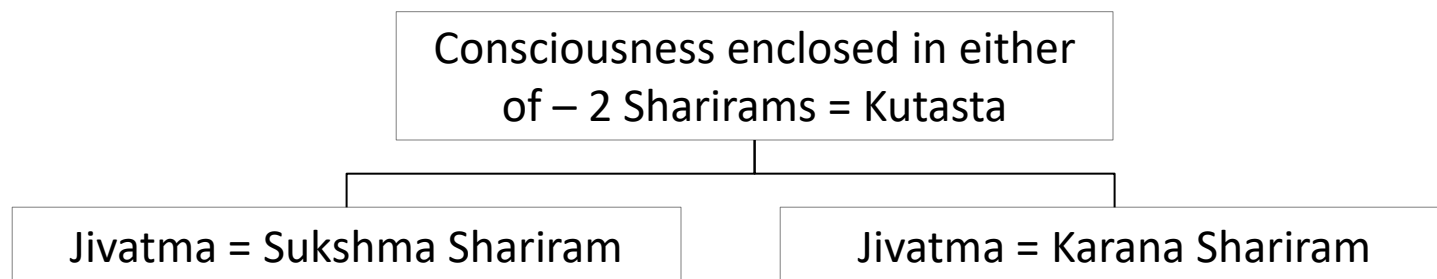 Consciousness enclosed in either
of – 2 Sharirams = Kutasta
Jivatma = Sukshma Shariram
Jivatma = Karana Shariram